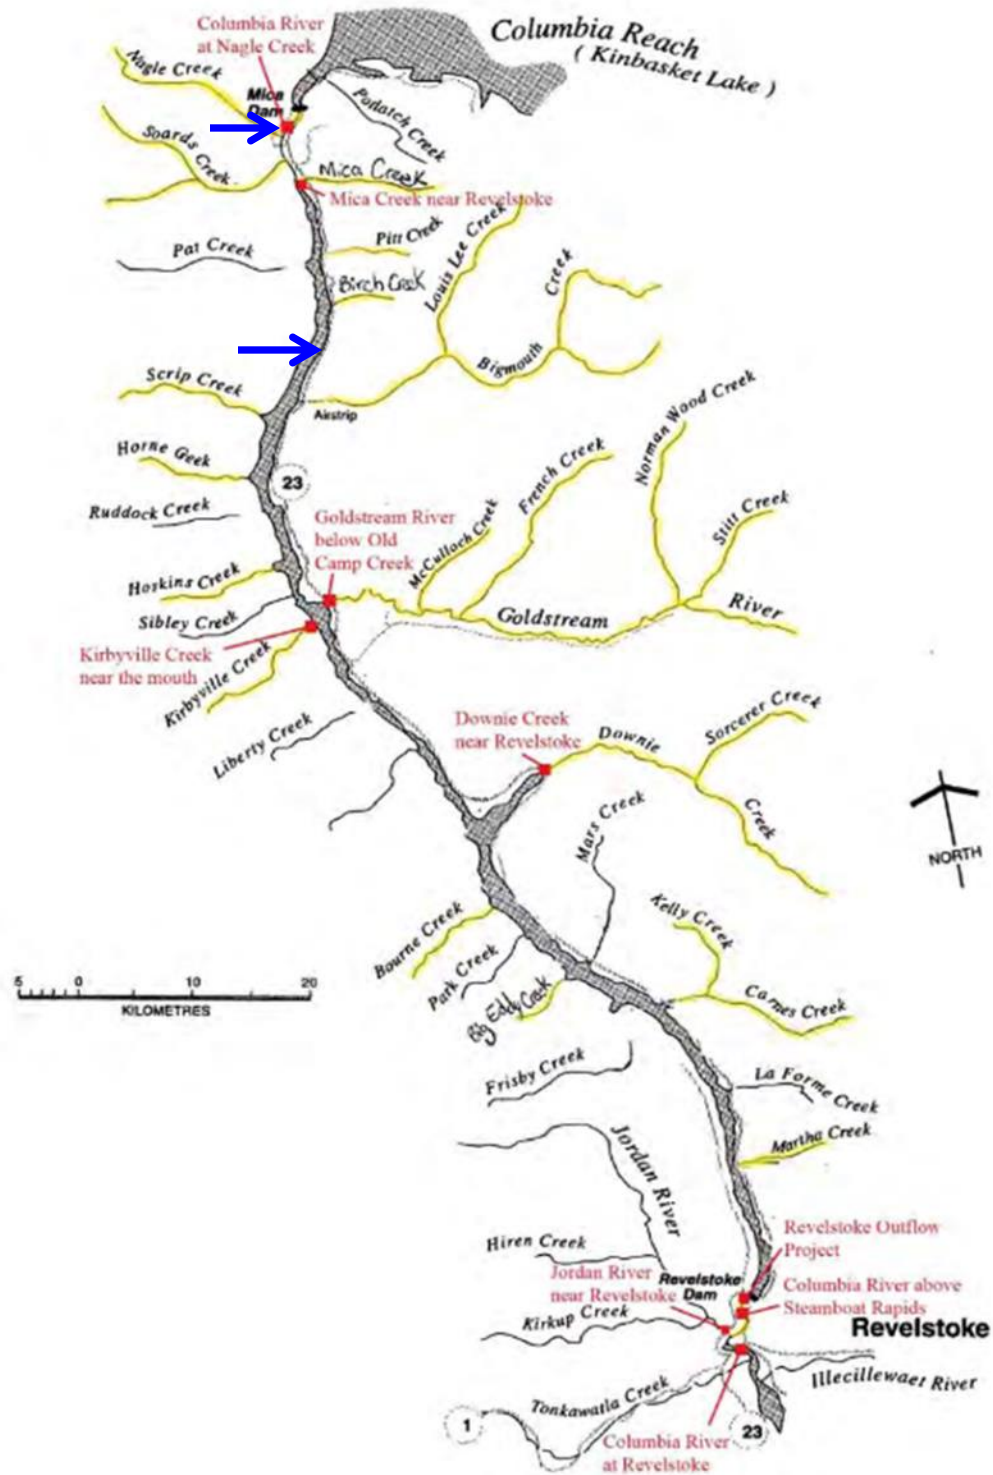 Columbia River
at Nagle Creek
Columbia Reach
( Kinbasket Lake )
Nagle Creek
Mica
Dam
Podatch Creek
Soards Creek
Mica Creek
Mica Creek near Revelstoke
Pitt Creek
Pat Creek
Louis Lee Creek
Creek
Birch Creek
Bigmouth
Scrip Creek
Airstrip
Norman Wood Creek
Horne Geek
23
French Creek
Ruddock Creek
Stitt Creek
Goldstream River
below Old
Camp Creek
McCulloch Creek
Hoskins Creek
Goldstream
River
Sibley Creek
Kirbyville Creek
near the mouth
Kirbyville Creek
Liberty Creek
Downie Creek
near Revelstoke
Downie
Sorcerer Creek
Creek
Mars Creek
NORTH
Kelly Creek
Bourne Creek
Park Creek
Big Eddy Creek
Carnes Creek
5 0 10 20
KILOMETRES
Frisby Creek
La Forme Creek
Jordan River
Martha Creek
Hiren Creek
Revelstoke Outflow
Project
Jordan River
near Revelstoke
Revelstoke
Dam
Columbia River above
Steamboat Rapids
Kirkup Creek
Revelstoke
Illecillewaet River
Tonkawatla Creek
1
23
Columbia River
at Revelstoke